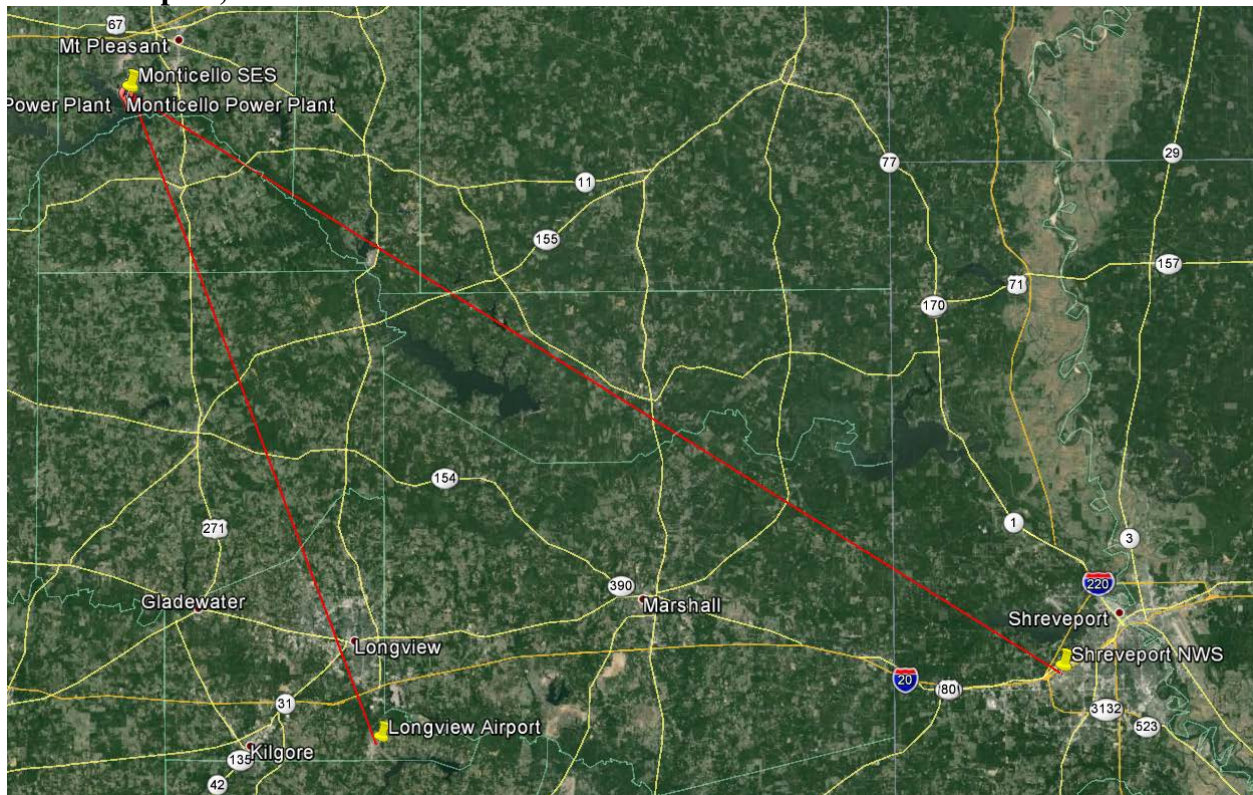 67
Mt Pleasant
Monticello SES
Power Plant
Monticello Power Plant
29
77
11
155
157
71
170
154
271
1
3
390
220
Gladewater
Marshall
Shreveport
Longview
Shreveport NWS
20
80
31
3132
Longview Airport
523
Kilgore
135
42